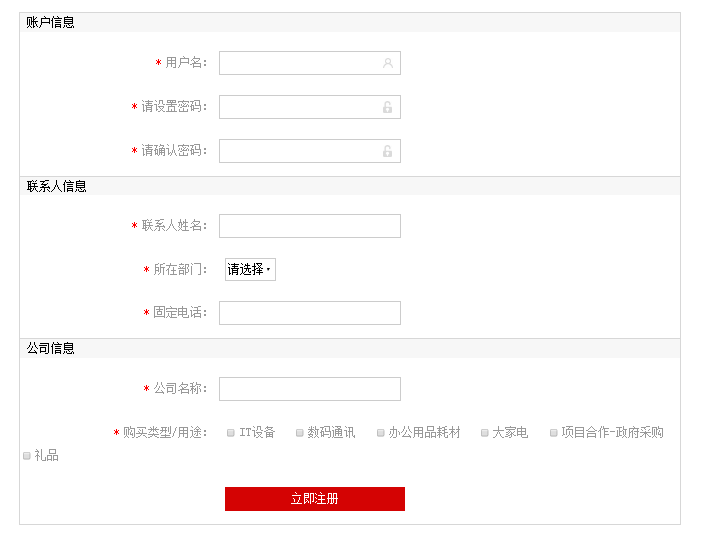 账户信息
* 用户名：
* 请设置密码：
* 请确认密码：
联系人信息
* 联系人姓名：
* 所在部门： 请选择
* 固定电话：
公司信息
* 公司名称：
* 购买类型/用途： IT设备 数码通讯 办公用品耗材 大家电 项目合作-政府采购
礼品
立即注册